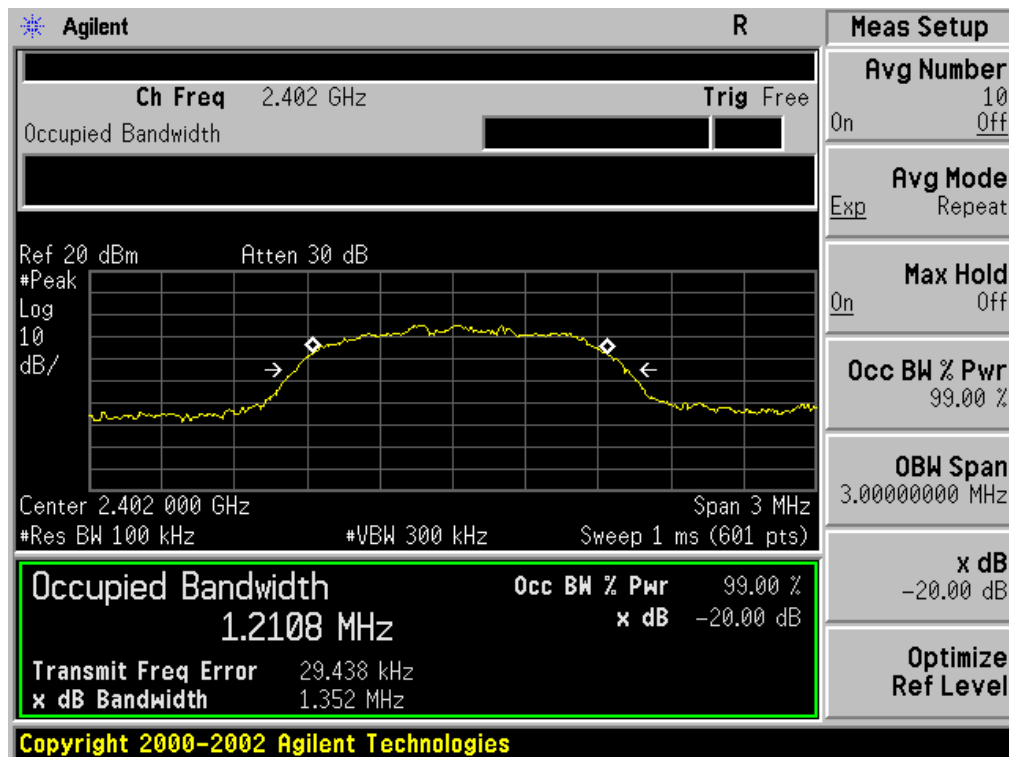 Agilent R Meas Setup
Ch Freq 2.402 GHz Trig Free
Occupied Bandwidth
Ref 20 dBm Atten 30 dB
#Peak
Log
10
dB/
Center 2.402 000 GHz Span 3 MHz
#Res BW 100 kHz #VBW 300 kHz Sweep 1 ms (601 pts)
Occupied Bandwidth Occ BW % Pwr 99.00 %
1.2108 MHz x dB -20.00 dB
Transmit Freq Error 29.438 kHz
x dB Bandwidth 1.352 MHz
Copyright 2000-2002 Agilent Technologies
Avg Number
10
On Off
Avg Mode
Exp Repeat
Max Hold
On Off
Occ BW % Pwr
99.00 %
OBW Span
3.00000000 MHz
x dB
-20.00 dB
Optimize
Ref Level